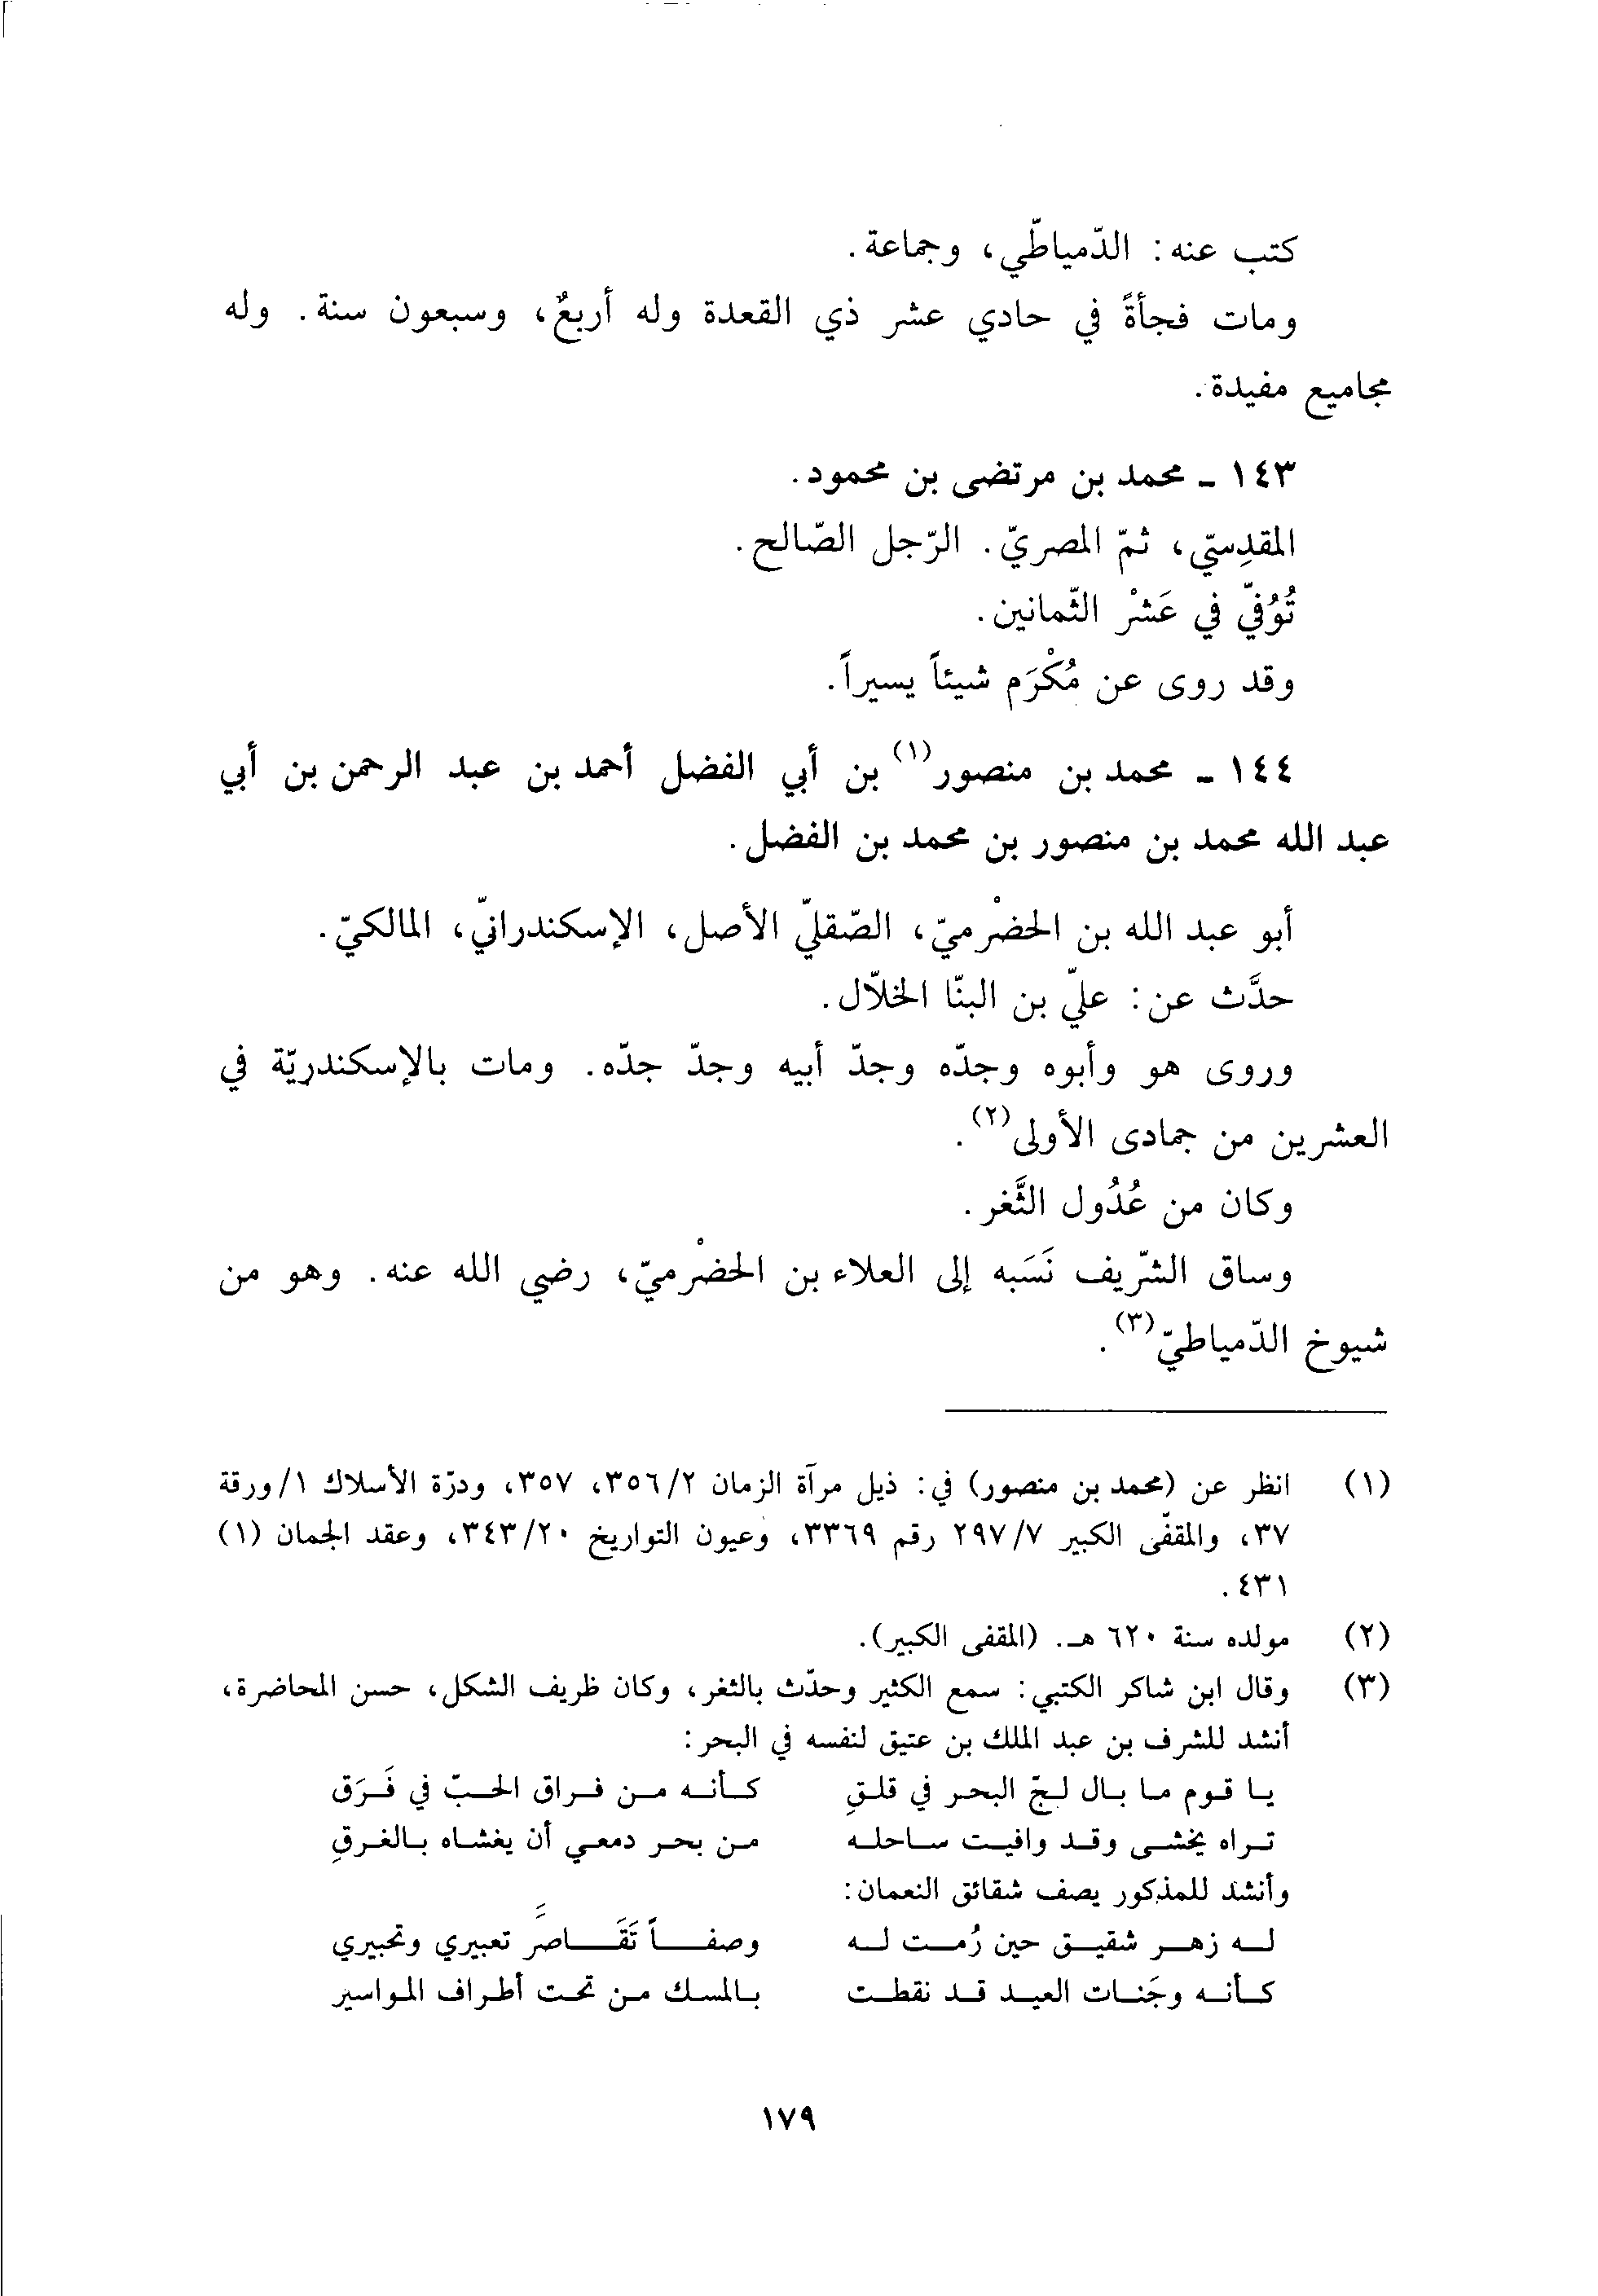 كتب عنه: الدّمياطّي، وجماعة.
ومات فجأةً في حادي عشر ذي القعدة وله أربعٌ، وسبعون سنة. وله
مجاميع مفيدة.
١٤٣ ـ محمد بن مرتضى بن محمود.
المقدِسيّ، ثمّ المصريّ. الرّجل الصّالح.
تُوُفّيّ في عَشْر الثّمانين.
وقد روى عن مُكْرَم شيئاً يسيراً.
١٤٤ ـ محمد بن منصور(١) بن أبي الفضل أحمد بن عبد الرحمن بن أبي
عبد الله محمد بن منصور بن محمد بن الفضل.
أبو عبد الله بن الحضْرميّ، الصّقليّ الأصل، الإسكندرانيّ، المالكيّ.
حدَّث عن: عليّ بن البنّا الخلّال.
وروى هو وأبوه وجدّه وجدّ أبيه وجدّ جدّه. ومات بالإسكندريّة في
العشرين من جمادى الأولى(٢).
وكان من عُدُول الثَّغر.
وساق الشّريف نَسَبه إلى العلاء بن الحضْرميّ، رضي الله عنه. وهو من
شيوخ الدّمياطيّ(٣).
(١) انظر عن (محمد بن منصور) في: ذيل مرآة الزمان ٣٥٦/٢، ٣٥٧، ودرّة الأسلاك ١/ورقة
٣٧، والمقفّى الكبير ٢٩٧/٧ رقم ٣٣٦٩، وعيون التواريخ ٣٤٣/٢٠، وعقد الجمان (١)
٤٣١.
(٢) مولده سنة ٦٢٠ هـ. (المقفى الكبير).
(٣) وقال ابن شاكر الكتبي: سمع الكثير وحدّث بالثغر، وكان ظريف الشكل، حسن المحاضرة،
أنشد للشرف بن عبد الملك بن عتيق لنفسه في البحر:
يا قوم ما بال لجّ البحر في قلقِ كأنه من فراق الحبّ في فَرَق
تراه يخشى وقد وافيت ساحله من بحر دمعي أن يغشاه بالغرقِ
وأنشد للمذكور يصف شقائق النعمان:
له زهر شقيق حين رُمت له وصفاً تَقَاصَر تعبيري وتحبيري
كأنه وجَنات العيد قد نقطت بالمسك من تحت أطراف المواسير
١٧٩